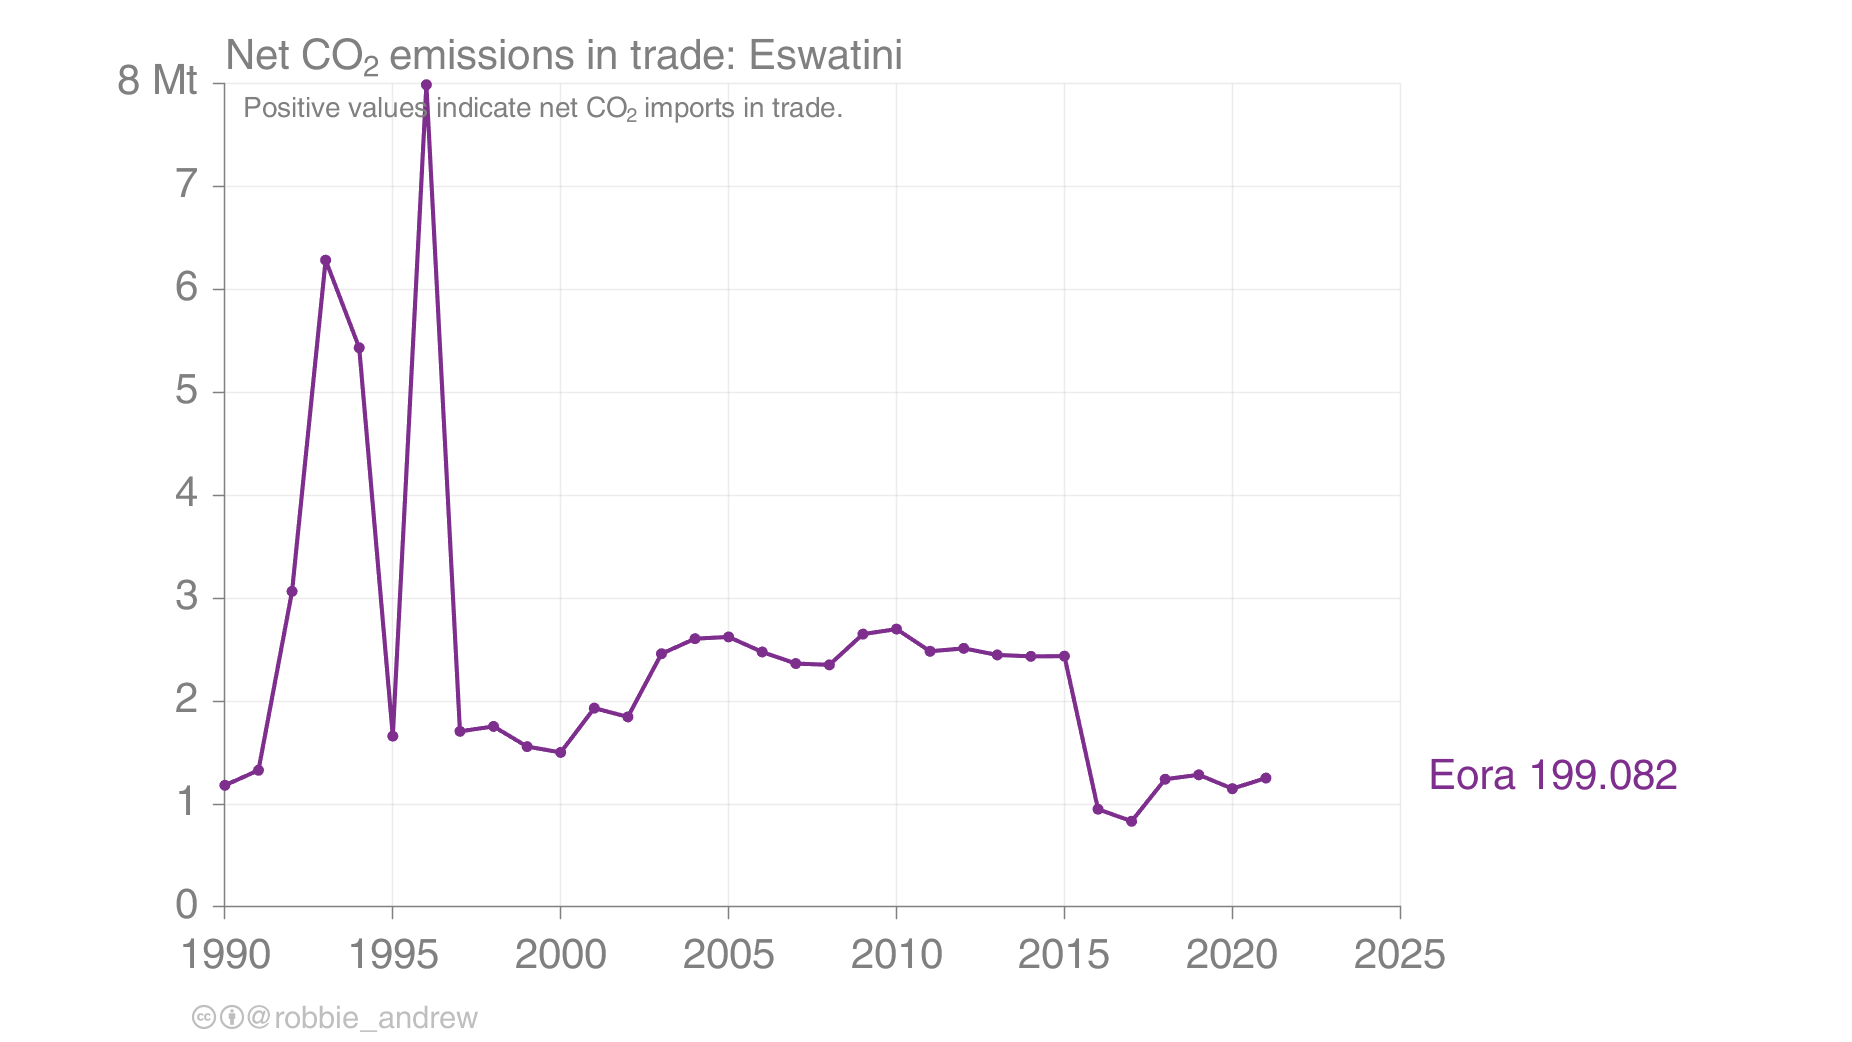 Net CO₂ emissions in trade: Eswatini
Positive values indicate net CO₂ imports in trade.
8 Mt
7
6
5
4
3
2
1
0
1990 1995 2000 2005 2010 2015 2020 2025
Eora 199.082
@robbie_andrew